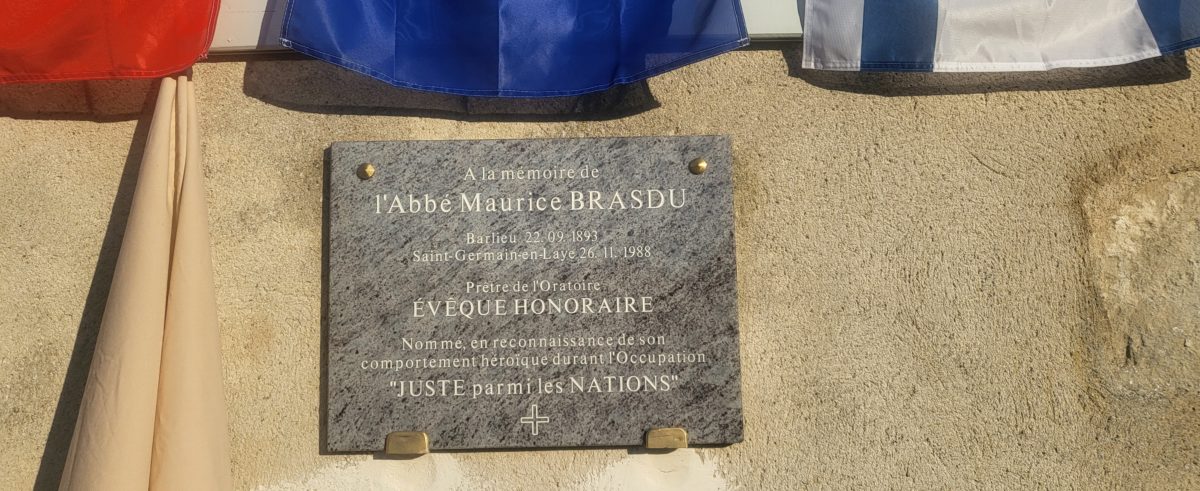 A la mémoire de
l'Abbé Maurice BRASDU
Barlieu 22.09.1893
Saint-Germain-en-Laye 26.11.1988
Prêtre de l'Oratoire
ÉVÊQUE HONORAIRE
Nommé, en reconnaissance de son
comportement héroïque durant l'Occupation
"JUSTE parmi les NATIONS"